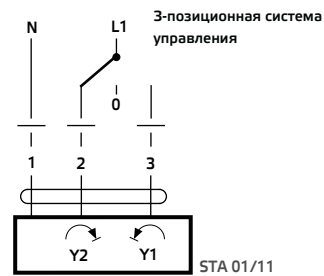 3-позиционная система
управления
N
L1
0
1 2 3
Y2 Y1
STA 01/11